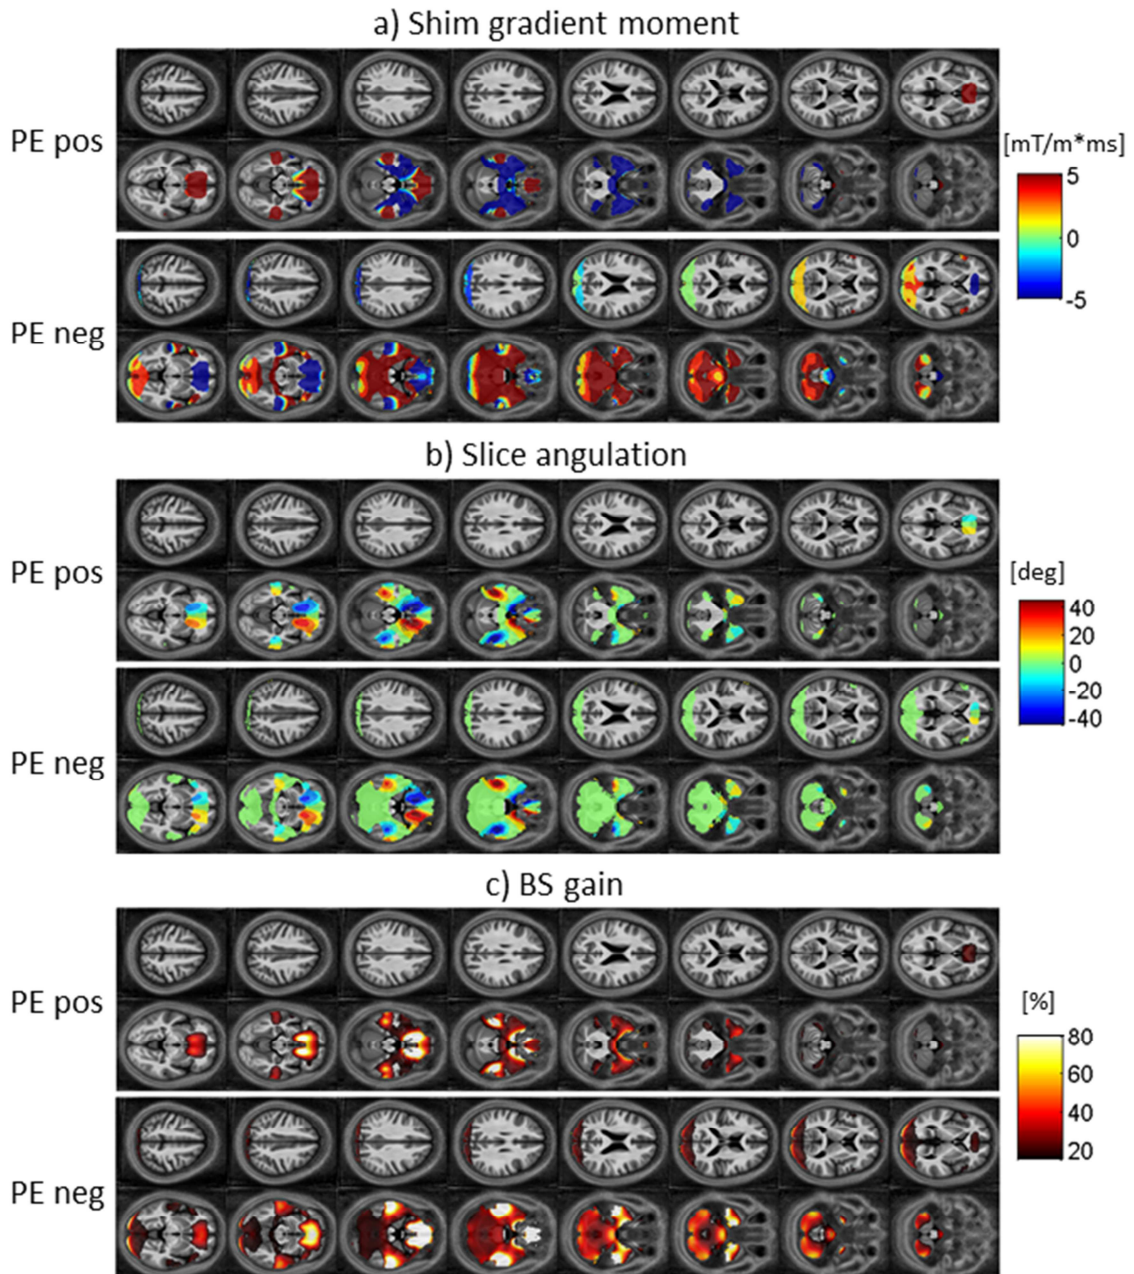 a) Shim gradient moment
PE pos
[mT/m*ms]
5
0
-5
PE neg
b) Slice angulation
PE pos
[deg]
40
20
0
-20
-40
PE neg
c) BS gain
PE pos
[%]
80
60
40
20
PE neg